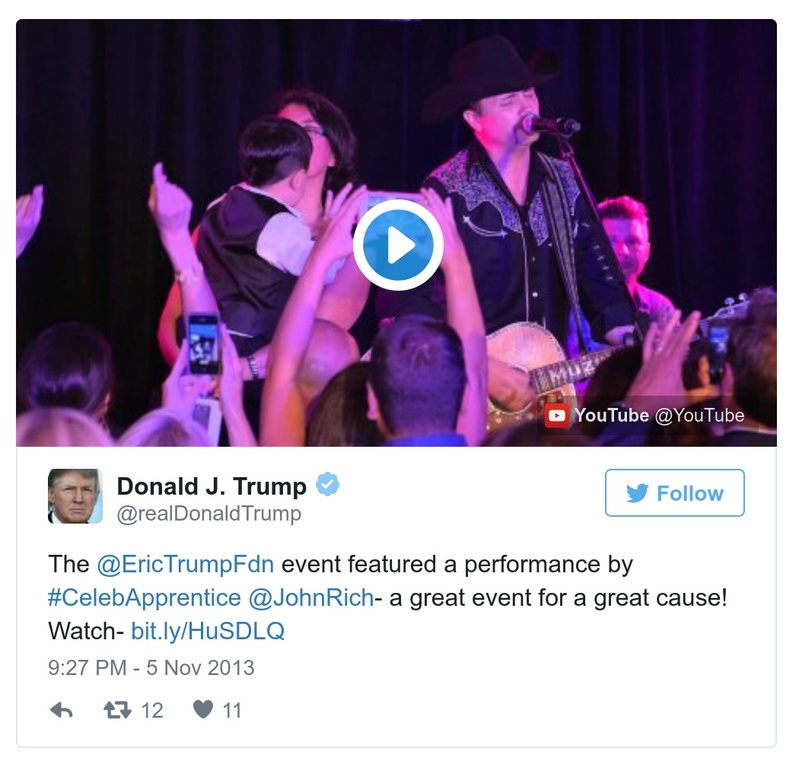 MUZ
YouTube @YouTube
Donald J. Trump
@realDonaldTrump
Follow
The @EricTrumpFdn event featured a performance by
#CelebApprentice @JohnRich- a great event for a great cause!
Watch- bit.ly/HuSDLQ
9:27 PM - 5 Nov 2013
12 11